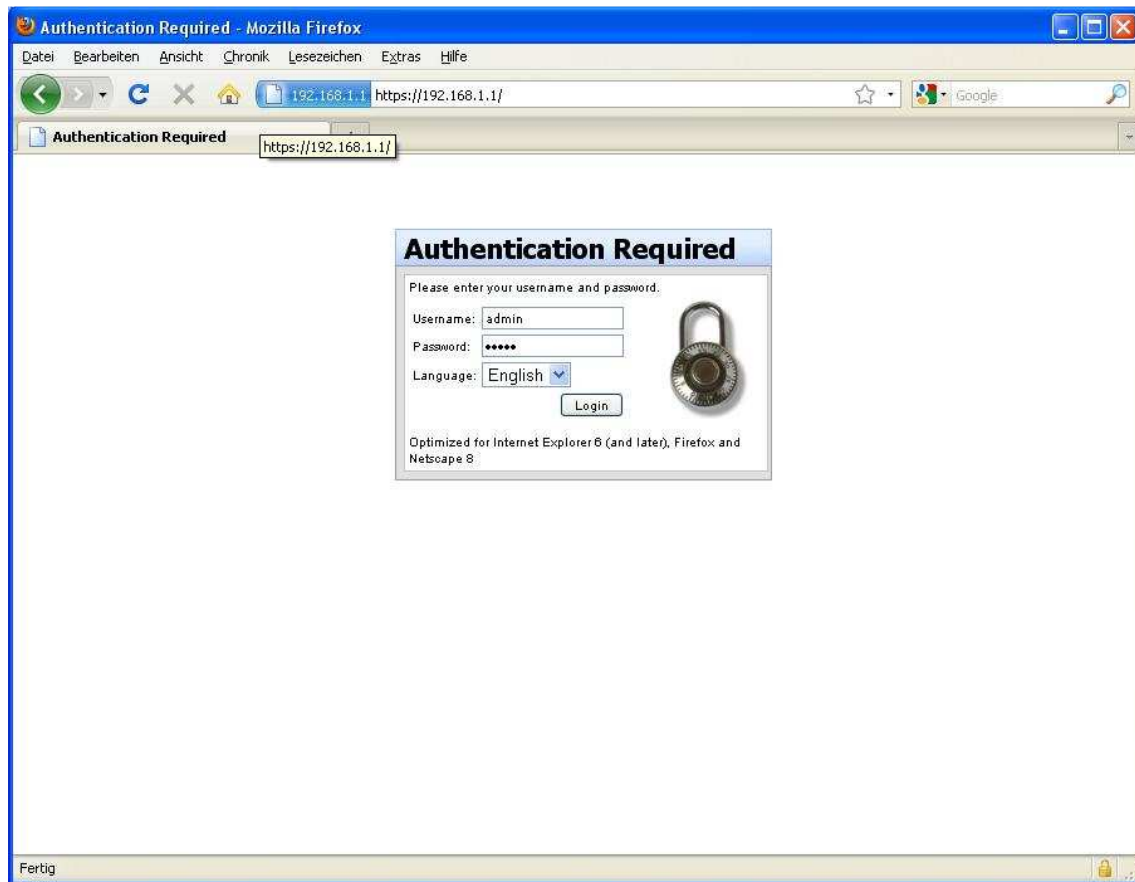 Authentication Required - Mozilla Firefox
Datei Bearbeiten Ansicht Chronik Lesezeichen Extras Hilfe
192.168.1.1 https://192.168.1.1/ Google
Authentication Required
https://192.168.1.1/
Authentication Required
Please enter your username and password.
Username: admin
Password: •••••
Language: English
Login
Optimized for Internet Explorer 6 (and later), Firefox and
Netscape 8
Fertig